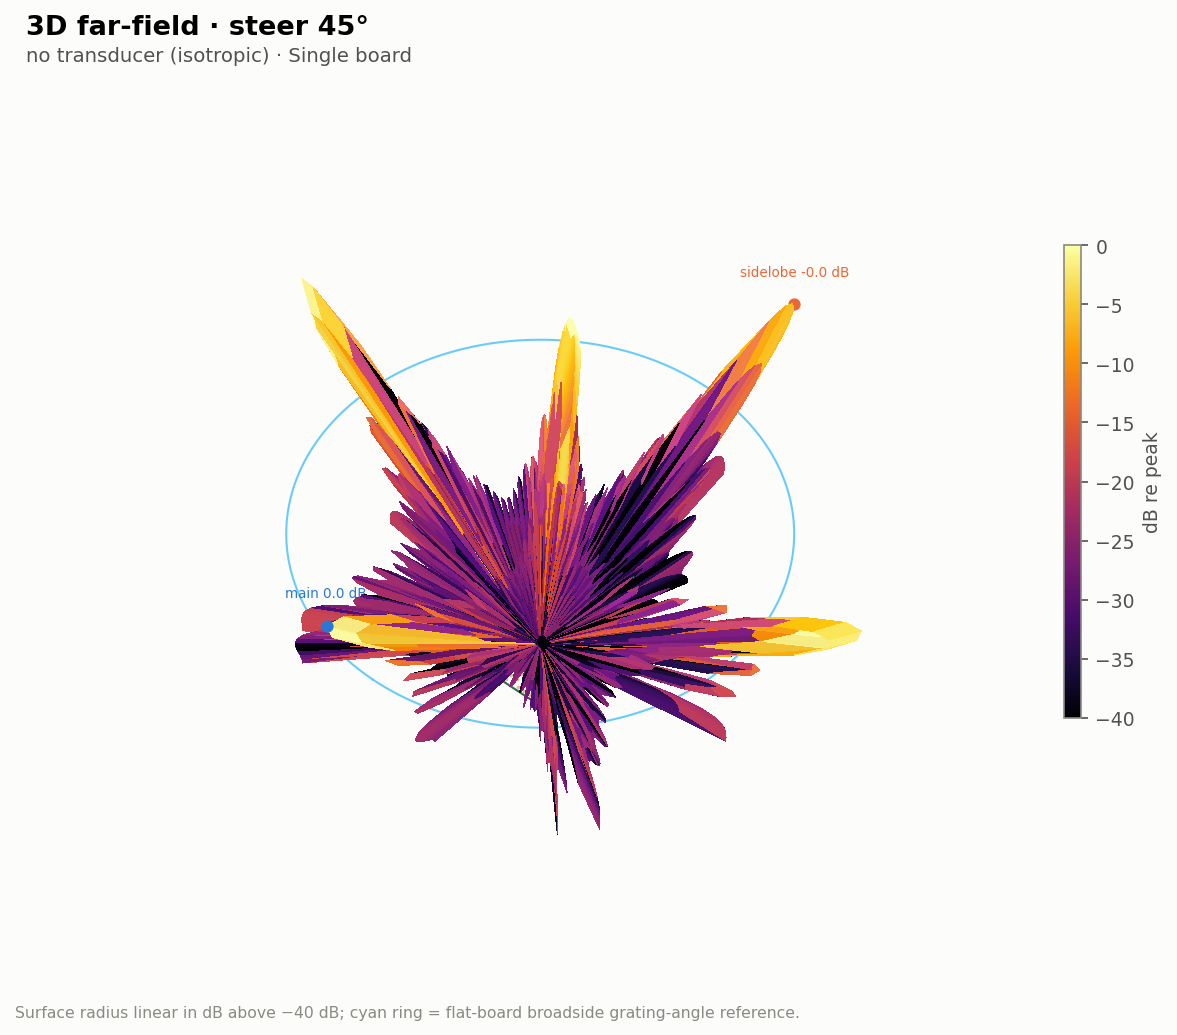 3D far-field · steer 45°
no transducer (isotropic) · Single board
sidelobe -0.0 dB
main 0.0 dB
0
−5
−10
−15
−20
−25
−30
−35
−40
dB re peak
Surface radius linear in dB above −40 dB; cyan ring = flat-board broadside grating-angle reference.